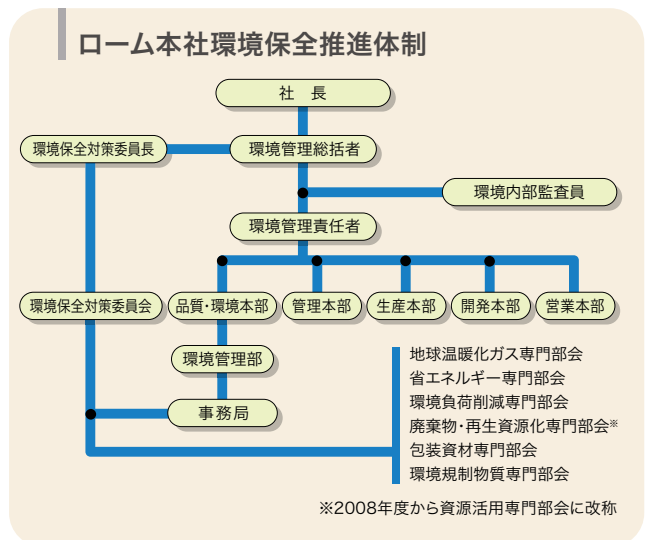 ローム本社環境保全推進体制
社　長
環境保全対策委員長
環境管理総括者
環境内部監査員
環境管理責任者
環境保全対策委員会
品質・環境本部
管理本部
生産本部
開発本部
営業本部
環境管理部
事務局
地球温暖化ガス専門部会
省エネルギー専門部会
環境負荷削減専門部会
廃棄物・再生資源化専門部会※
包装資材専門部会
環境規制物質専門部会
※2008年度から資源活用専門部会に改称